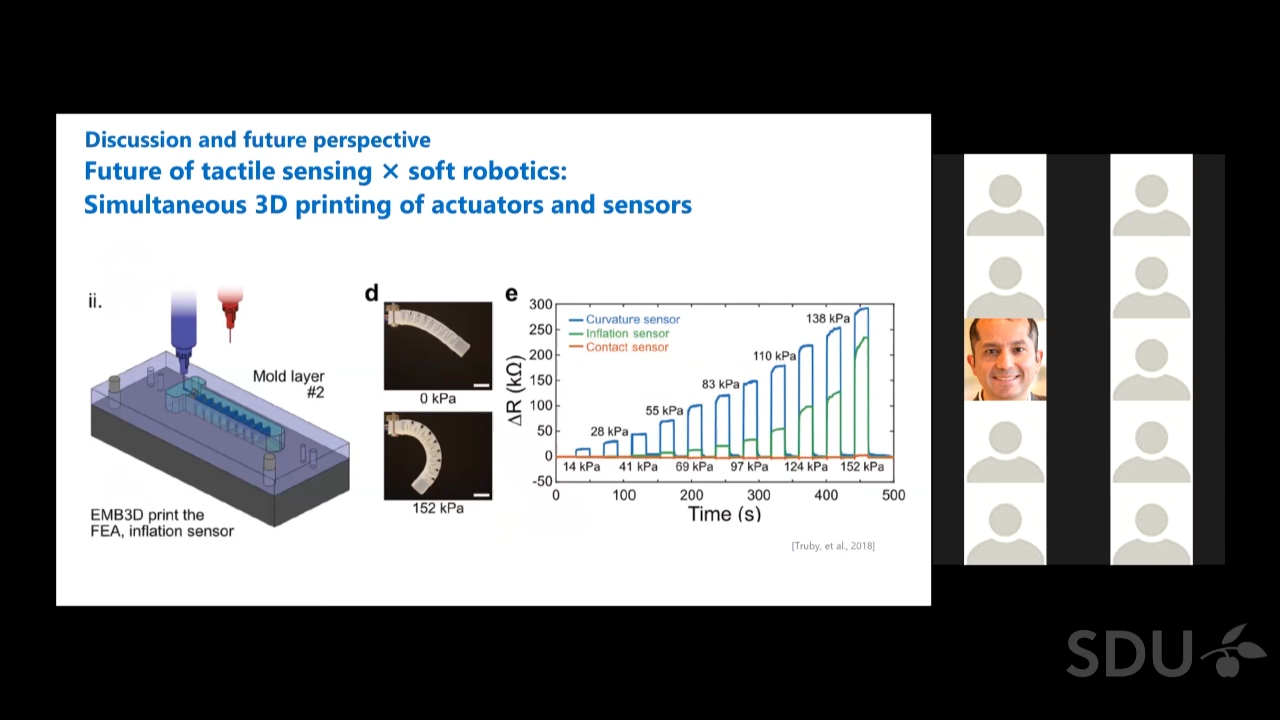 Discussion and future perspective
Future of tactile sensing × soft robotics:
Simultaneous 3D printing of actuators and sensors
ii.
Mold layer
#2
EMB3D print the
FEA, inflation sensor
d
0 kPa
152 kPa
e
ΔR (kΩ)
300
250
200
150
100
50
0
-50
Curvature sensor
Inflation sensor
Contact sensor
14 kPa
28 kPa
41 kPa
55 kPa
69 kPa
83 kPa
97 kPa
110 kPa
124 kPa
138 kPa
152 kPa
0 100 200 300 400 500
Time (s)
[Truby, et al., 2018]
SDU